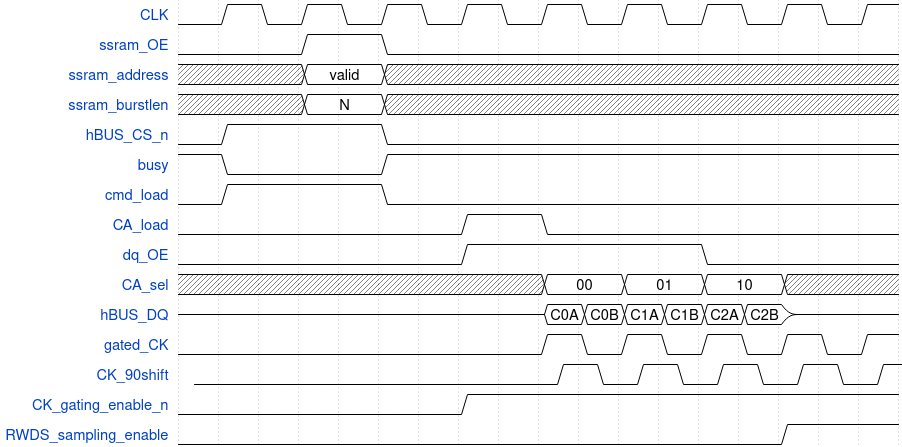 CLK
ssram_OE
ssram_address valid
ssram_burstlen N
hBUS_CS_n
busy
cmd_load
CA_load
dq_OE
CA_sel 00 01 10
hBUS_DQ C0A C0B C1A C1B C2A C2B
gated_CK
CK_90shift
CK_gating_enable_n
RWDS_sampling_enable